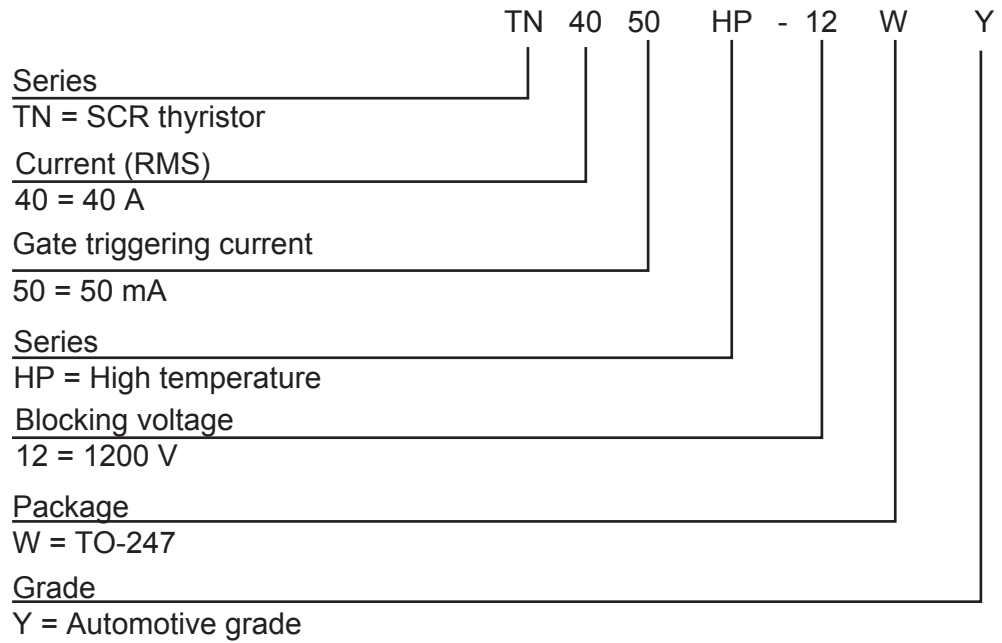 TN 40 50 HP - 12 W Y
Series
TN = SCR thyristor
Current (RMS)
40 = 40 A
Gate triggering current
50 = 50 mA
Series
HP = High temperature
Blocking voltage
12 = 1200 V
Package
W = TO-247
Grade
Y = Automotive grade